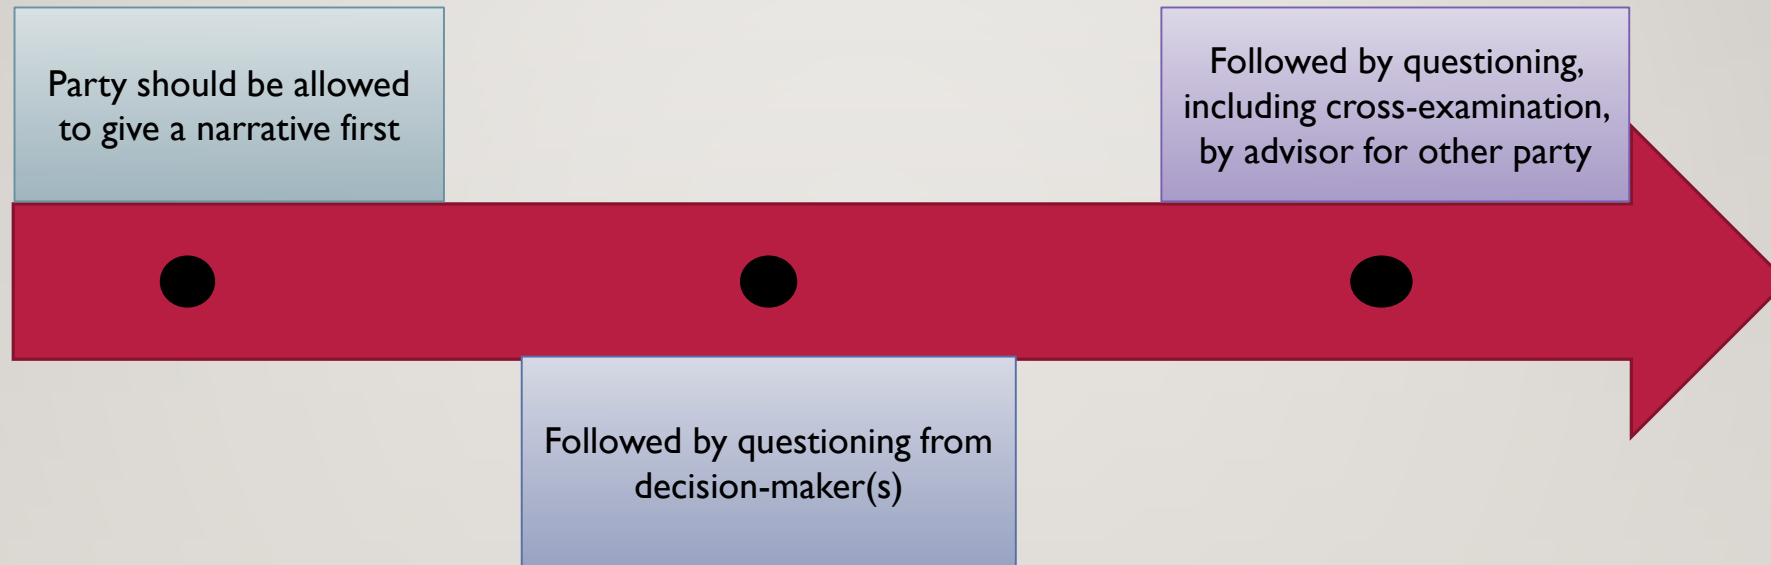 Party should be allowed
to give a narrative first
Followed by questioning from
decision-maker(s)
Followed by questioning,
including cross-examination,
by advisor for other party